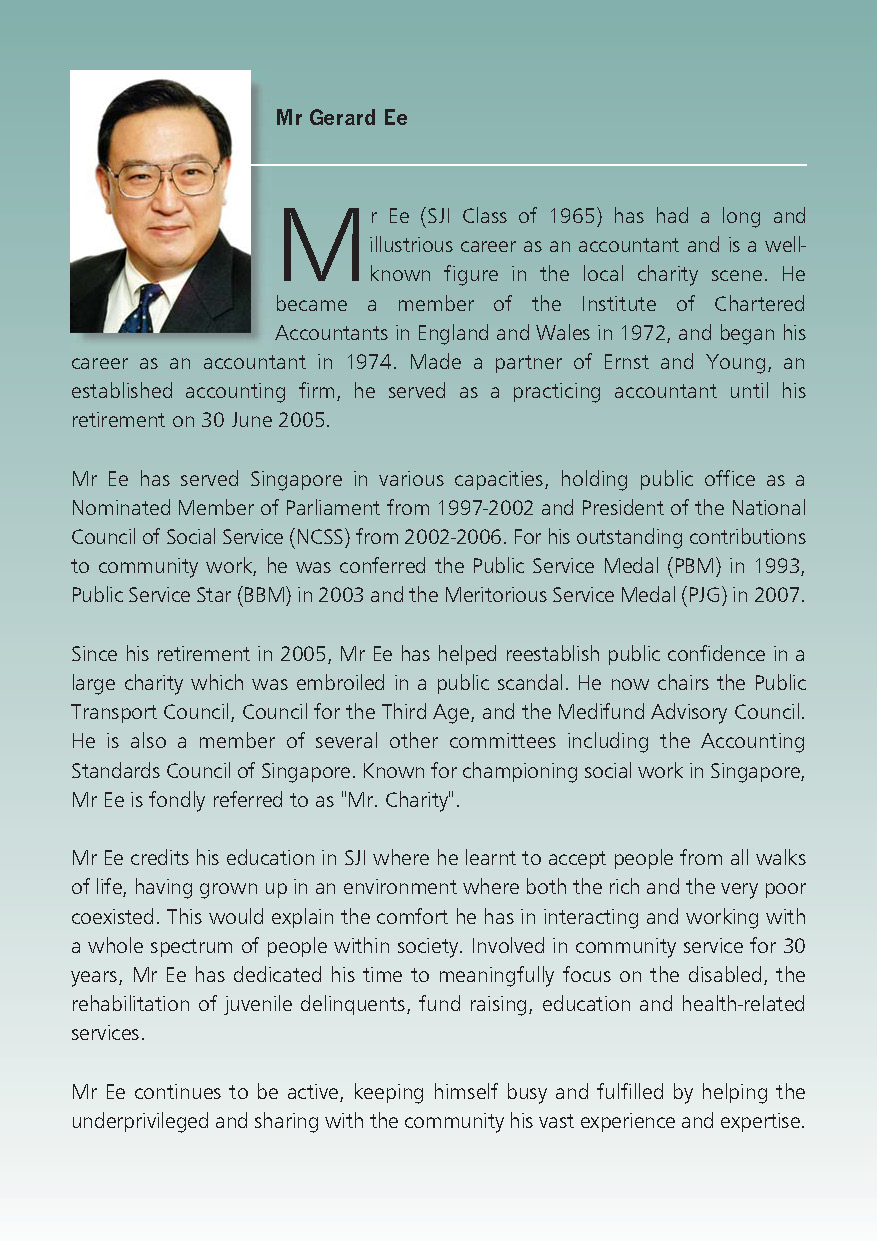 Mr Gerard Ee
Mr Ee (SJI Class of 1965) has had a long and
illustrious career as an accountant and is a well-
known figure in the local charity scene. He
became a member of the Institute of Chartered
Accountants in England and Wales in 1972, and began his
career as an accountant in 1974. Made a partner of Ernst and Young, an
established accounting firm, he served as a practicing accountant until his
retirement on 30 June 2005.
Mr Ee has served Singapore in various capacities, holding public office as a
Nominated Member of Parliament from 1997-2002 and President of the National
Council of Social Service (NCSS) from 2002-2006. For his outstanding contributions
to community work, he was conferred the Public Service Medal (PBM) in 1993,
Public Service Star (BBM) in 2003 and the Meritorious Service Medal (PJG) in 2007.
Since his retirement in 2005, Mr Ee has helped reestablish public confidence in a
large charity which was embroiled in a public scandal. He now chairs the Public
Transport Council, Council for the Third Age, and the Medifund Advisory Council.
He is also a member of several other committees including the Accounting
Standards Council of Singapore. Known for championing social work in Singapore,
Mr Ee is fondly referred to as "Mr. Charity".
Mr Ee credits his education in SJI where he learnt to accept people from all walks
of life, having grown up in an environment where both the rich and the very poor
coexisted. This would explain the comfort he has in interacting and working with
a whole spectrum of people within society. Involved in community service for 30
years, Mr Ee has dedicated his time to meaningfully focus on the disabled, the
rehabilitation of juvenile delinquents, fund raising, education and health-related
services.
Mr Ee continues to be active, keeping himself busy and fulfilled by helping the
underprivileged and sharing with the community his vast experience and expertise.